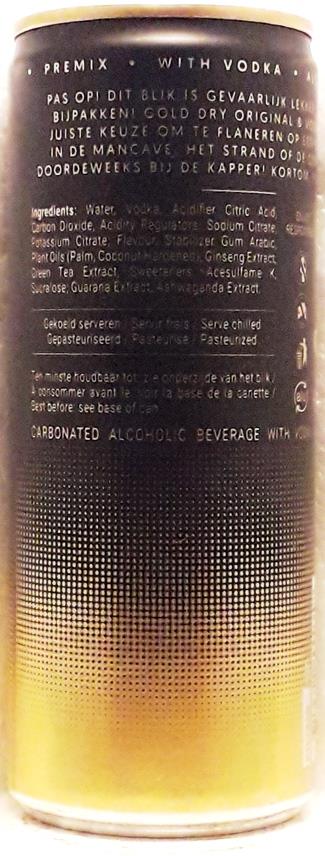 • PREMIX • WITH VODKA •
PAS OP! DIT BLIK IS GEVAARLIJK
BIJPAKKEN! GOLD DRY ORIGINAL &
JUISTE KEUZE OM TE FLANEREN OP
IN DE MANCAVE, HET STRAND OF DE
DOORDEWEEKS BIJ DE KAPPER! KORTOM
Ingredients: Water, Vodka, Acidifier Citric Acid,
Carbon Dioxide, Acidity Regulators: Sodium Citrate,
Potassium Citrate; Flavour, Stabilizer Gum Arabic,
Plant Oils (Palm, Coconut Hardened), Ginseng Extract,
Green Tea Extract, Sweeteners: Acesulfame K,
Sucralose; Guarana Extract, Ashwaganda Extract.
Gekoeld serveren / Servir frais / Serve chilled
Gepasteuriseerd / Pasteurisé / Pasteurized
Ten minste houdbaar tot: zie onderzijde van het blik /
À consommer avant le: voir la base de la canette /
Best before: see base of can
CARBONATED ALCOHOLIC BEVERAGE WITH